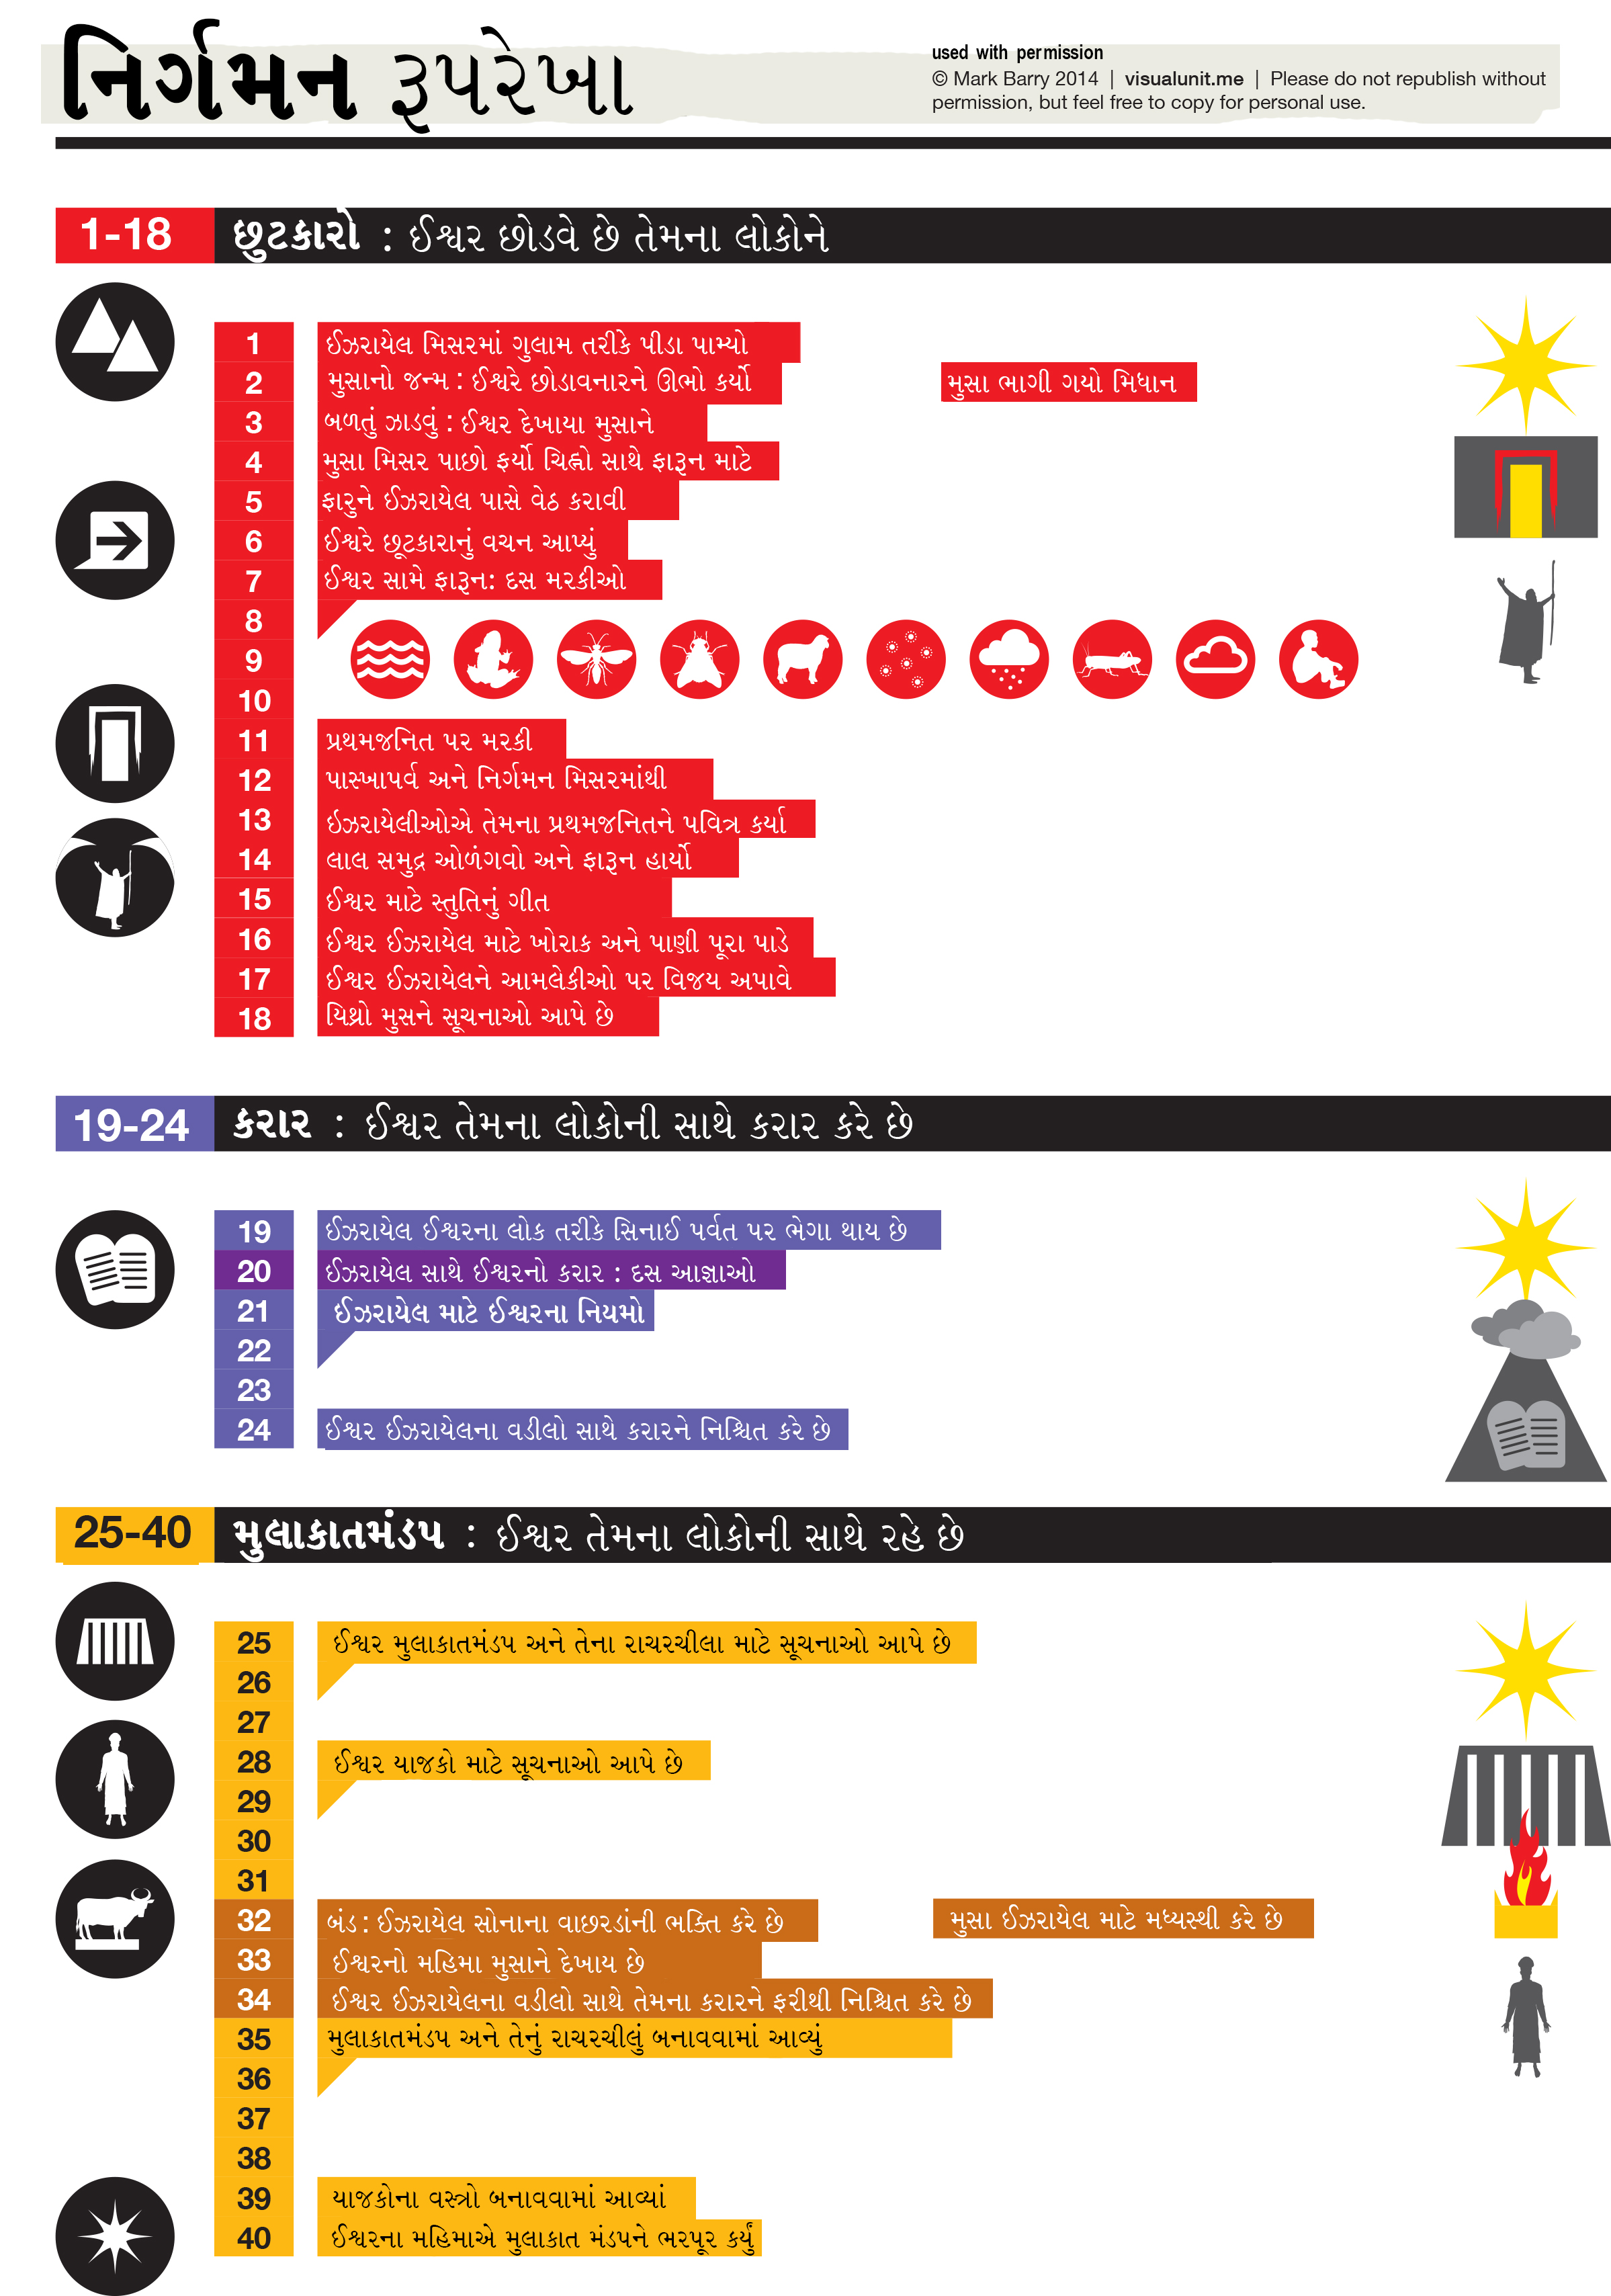 નિર્ગમન રૂપરેખા
used with permission
© Mark Barry 2014 | visualunit.me | Please do not republish without
permission, but feel free to copy for personal use.
1-18 છુટકારો : ઈશ્વર છોડવે છે તેમના લોકોને
1 ઈઝરાયેલ મિસરમાં ગુલામ તરીકે પીડા પામ્યો
2 મુસાનો જન્મ : ઈશ્વરે છોડાવનારને ઊભો કર્યો મુસા ભાગી ગયો મિધાન
3 બળતું ઝાડવું : ઈશ્વર દેખાયા મુસાને
4 મુસા મિસર પાછો ફર્યો ચિહ્નો સાથે ફારૂન માટે
5 ફારુને ઈઝરાયેલ પાસે વેઠ કરાવી
6 ઈશ્વરે છૂટકારાનું વચન આપ્યું
7 ઈશ્વર સામે ફારૂન: દસ મરકીઓ
8
9
10
11 પ્રથમજનિત પર મરકી
12 પાસ્ખાપર્વ અને નિર્ગમન મિસરમાંથી
13 ઈઝરાયેલીઓએ તેમના પ્રથમજનિતને પવિત્ર કર્યા
14 લાલ સમુદ્ર ઓળંગવો અને ફારૂન હાર્યો
15 ઈશ્વર માટે સ્તુતિનું ગીત
16 ઈશ્વર ઈઝરાયેલ માટે ખોરાક અને પાણી પૂરા પાડે
17 ઈશ્વર ઈઝરાયેલને આમલેકીઓ પર વિજય અપાવે
18 યિથ્રો મુસને સૂચનાઓ આપે છે
19-24 કરાર : ઈશ્વર તેમના લોકોની સાથે કરાર કરે છે
19 ઈઝરાયેલ ઈશ્વરના લોક તરીકે સિનાઈ પર્વત પર ભેગા થાય છે
20 ઈઝરાયેલ સાથે ઈશ્વરનો કરાર : દસ આજ્ઞાઓ
21 ઈઝરાયેલ માટે ઈશ્વરના નિયમો
22
23
24 ઈશ્વર ઈઝરાયેલના વડીલો સાથે કરારને નિશ્ચિત કરે છે
25-40 મુલાકાતમંડપ : ઈશ્વર તેમના લોકોની સાથે રહે છે
25 ઈશ્વર મુલાકાતમંડપ અને તેના રાચરચીલા માટે સૂચનાઓ આપે છે
26
27
28 ઈશ્વર યાજકો માટે સૂચનાઓ આપે છે
29
30
31
32 બંડ : ઈઝરાયેલ સોનાના વાછરડાંની ભક્તિ કરે છે મુસા ઈઝરાયેલ માટે મધ્યસ્થી કરે છે
33 ઈશ્વરનો મહિમા મુસાને દેખાય છે
34 ઈશ્વર ઈઝરાયેલના વડીલો સાથે તેમના કરારને ફરીથી નિશ્ચિત કરે છે
35 મુલાકાતમંડપ અને તેનું રાચરચીલું બનાવવામાં આવ્યું
36
37
38
39 યાજકોના વસ્ત્રો બનાવવામાં આવ્યાં
40 ઈશ્વરના મહિમાએ મુલાકાત મંડપને ભરપૂર કર્યું